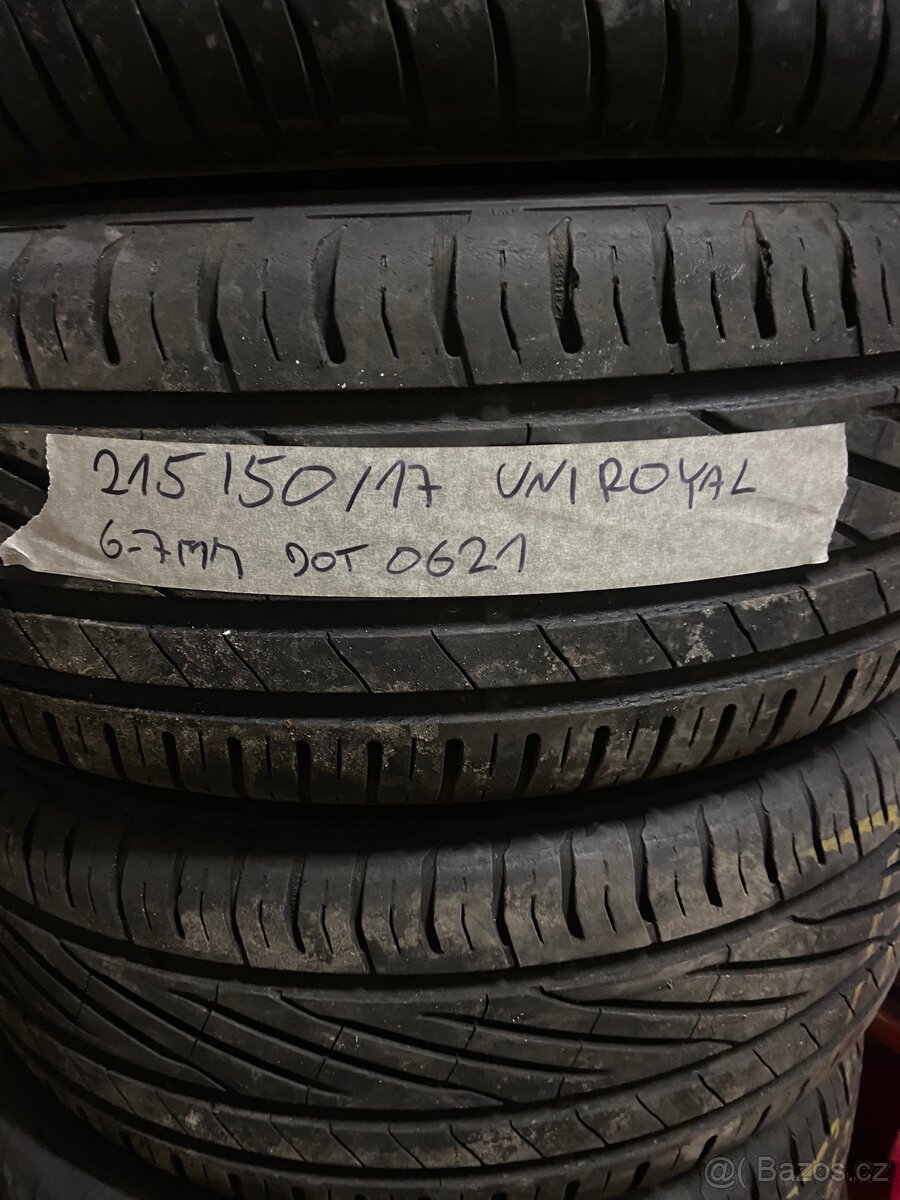 215/50/17 UNIROYAL
6-7mm DOT 0621
@( Bazos.cz